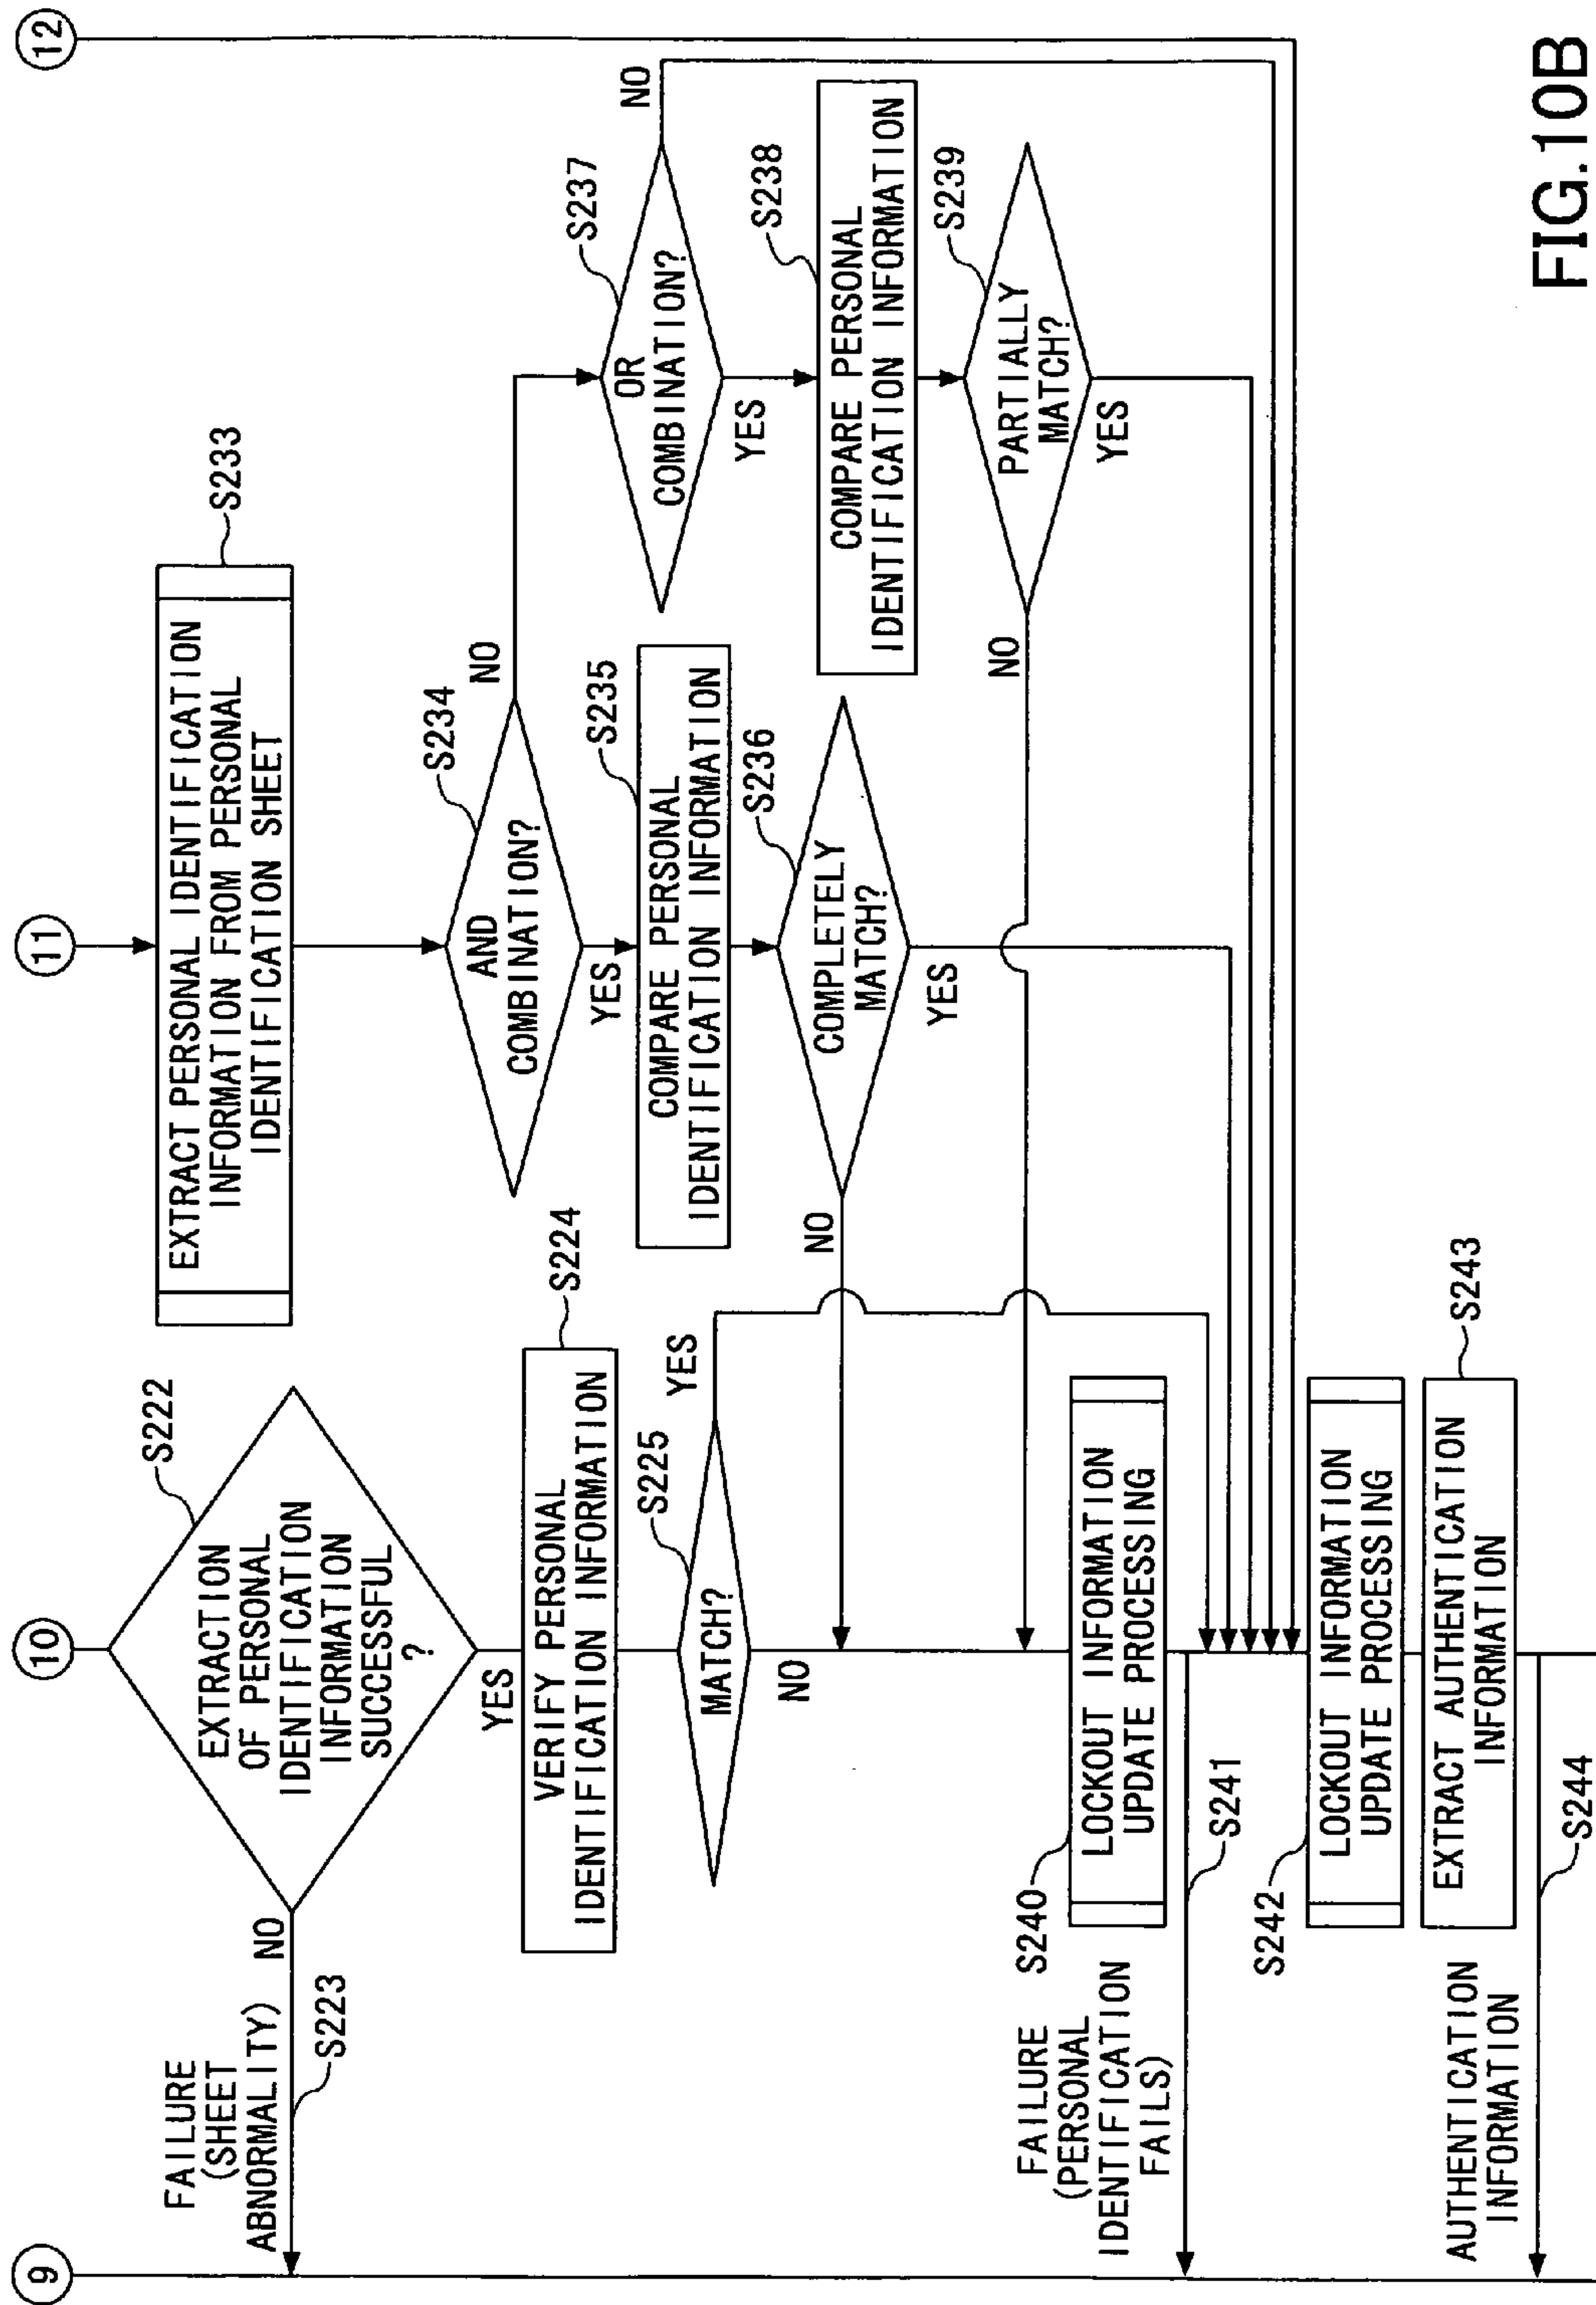 9
10
11
12
FAILURE
(SHEET
ABNORMALITY)
NO
S223
EXTRACTION
OF PERSONAL
IDENTIFICATION
INFORMATION
SUCCESSFUL
?
S222
YES
VERIFY PERSONAL
IDENTIFICATION INFORMATION
S224
MATCH?
S225
YES
NO
EXTRACT PERSONAL IDENTIFICATION
INFORMATION FROM PERSONAL
IDENTIFICATION SHEET
S233
AND
COMBINATION?
S234
NO
YES
COMPARE PERSONAL
IDENTIFICATION INFORMATION
S235
COMPLETELY
MATCH?
S236
NO
YES
OR
COMBINATION?
S237
NO
YES
COMPARE PERSONAL
IDENTIFICATION INFORMATION
S238
PARTIALLY
MATCH?
S239
NO
YES
S240
LOCKOUT INFORMATION
UPDATE PROCESSING
FAILURE
(PERSONAL
IDENTIFICATION
FAILS)
S241
S242
LOCKOUT INFORMATION
UPDATE PROCESSING
EXTRACT AUTHENTICATION
INFORMATION
S243
AUTHENTICATION
INFORMATION
S244
FIG.10B